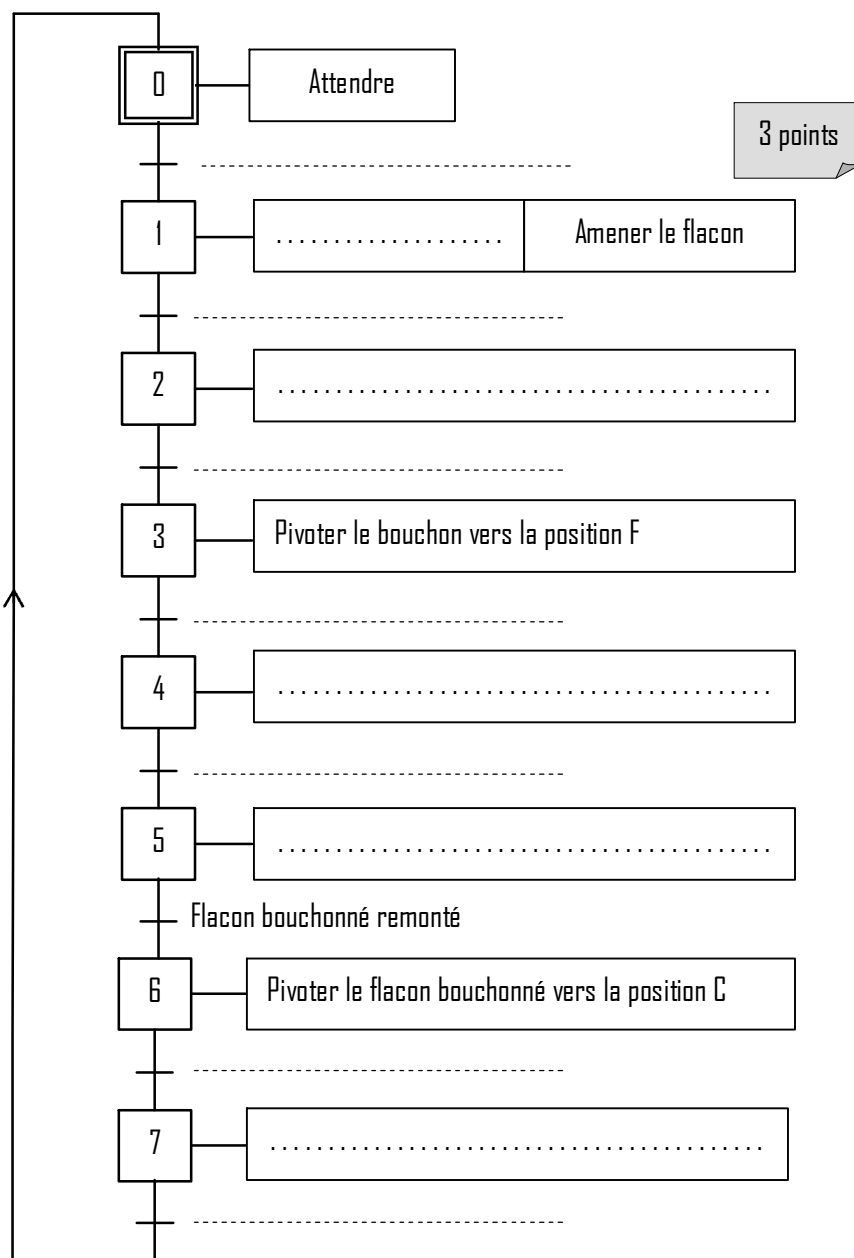 0 Attendre
3 points
- - - - - - - - - - - - - - - - - - - -
1 . . . . . . . . . . . . . . . . . . . . Amener le flacon
- - - - - - - - - - - - - - - - - - - -
2 . . . . . . . . . . . . . . . . . . . . . . . . . . . . . . . . . . . . . . . . . .
- - - - - - - - - - - - - - - - - - - -
3 Pivoter le bouchon vers la position F
- - - - - - - - - - - - - - - - - - - -
4 . . . . . . . . . . . . . . . . . . . . . . . . . . . . . . . . . . . . . . . . . .
- - - - - - - - - - - - - - - - - - - -
5 . . . . . . . . . . . . . . . . . . . . . . . . . . . . . . . . . . . . . . . . . .
Flacon bouchonné remonté
6 Pivoter le flacon bouchonné vers la position C
- - - - - - - - - - - - - - - - - - - -
7 . . . . . . . . . . . . . . . . . . . . . . . . . . . . . . . . . . . . . . . . . .
- - - - - - - - - - - - - - - - - - - -